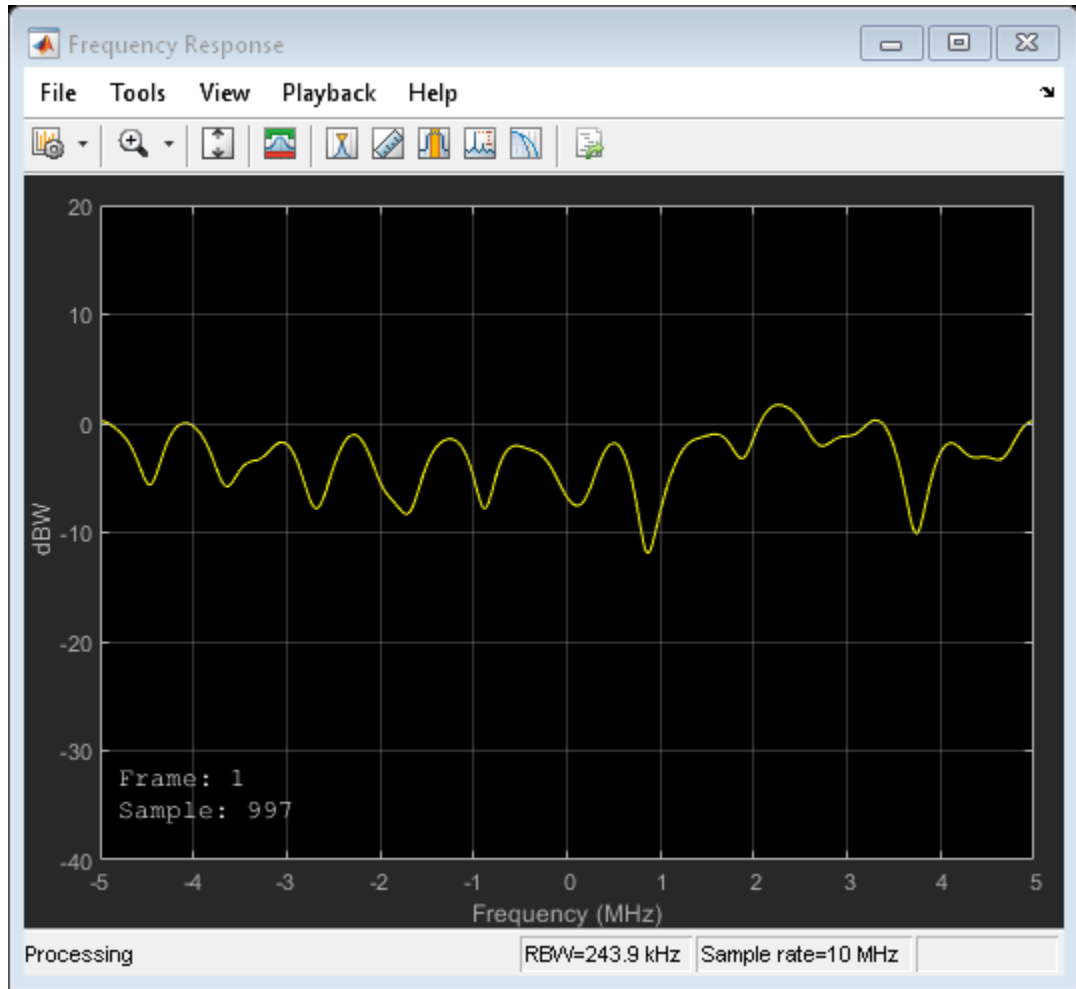 Frequency Response
File Tools View Playback Help
20
10
0
-10
-20
-30
-40
dBW
Frame: 1
Sample: 997
-5 -4 -3 -2 -1 0 1 2 3 4 5
Frequency (MHz)
Processing RBW=243.9 kHz Sample rate=10 MHz